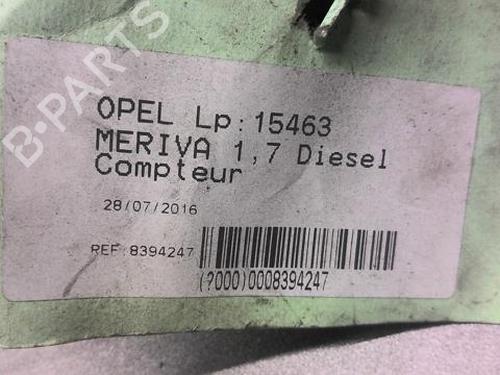 OPEL Lp:15463
MERIVA 1,7 Diesel
Compteur
28/07/2016
REF:8394247
(?000)0008394247
B-PARTS